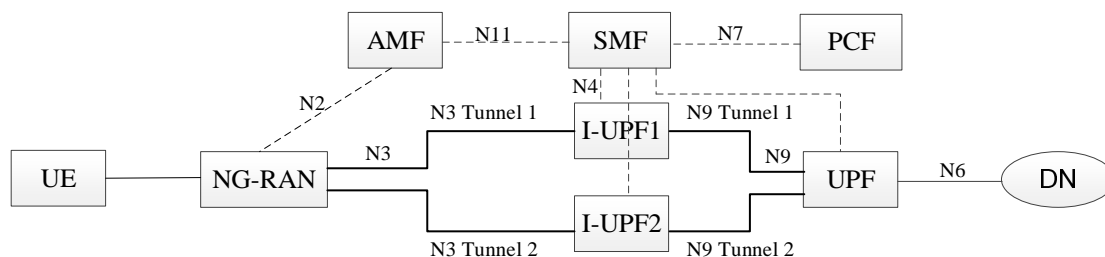 AMF
N11
SMF
N7
PCF
N2
N4
N3 Tunnel 1
I-UPF1
N9 Tunnel 1
UE
NG-RAN
N3
N9
UPF
N6
DN
N3 Tunnel 2
I-UPF2
N9 Tunnel 2